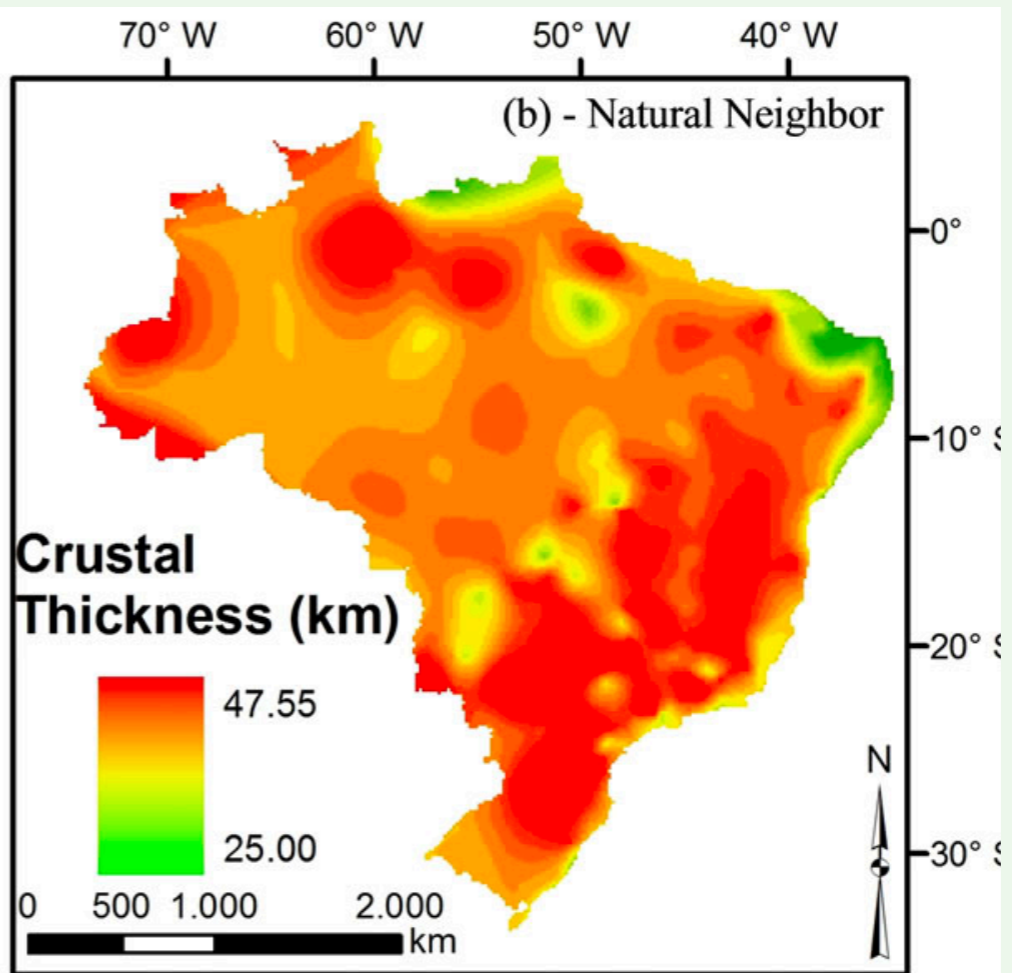 70° W 60° W 50° W 40° W
(b) - Natural Neighbor
0°
10° S
Crustal
Thickness (km)
20° S
47.55
N
25.00
30° S
0 500 1.000 2.000
km